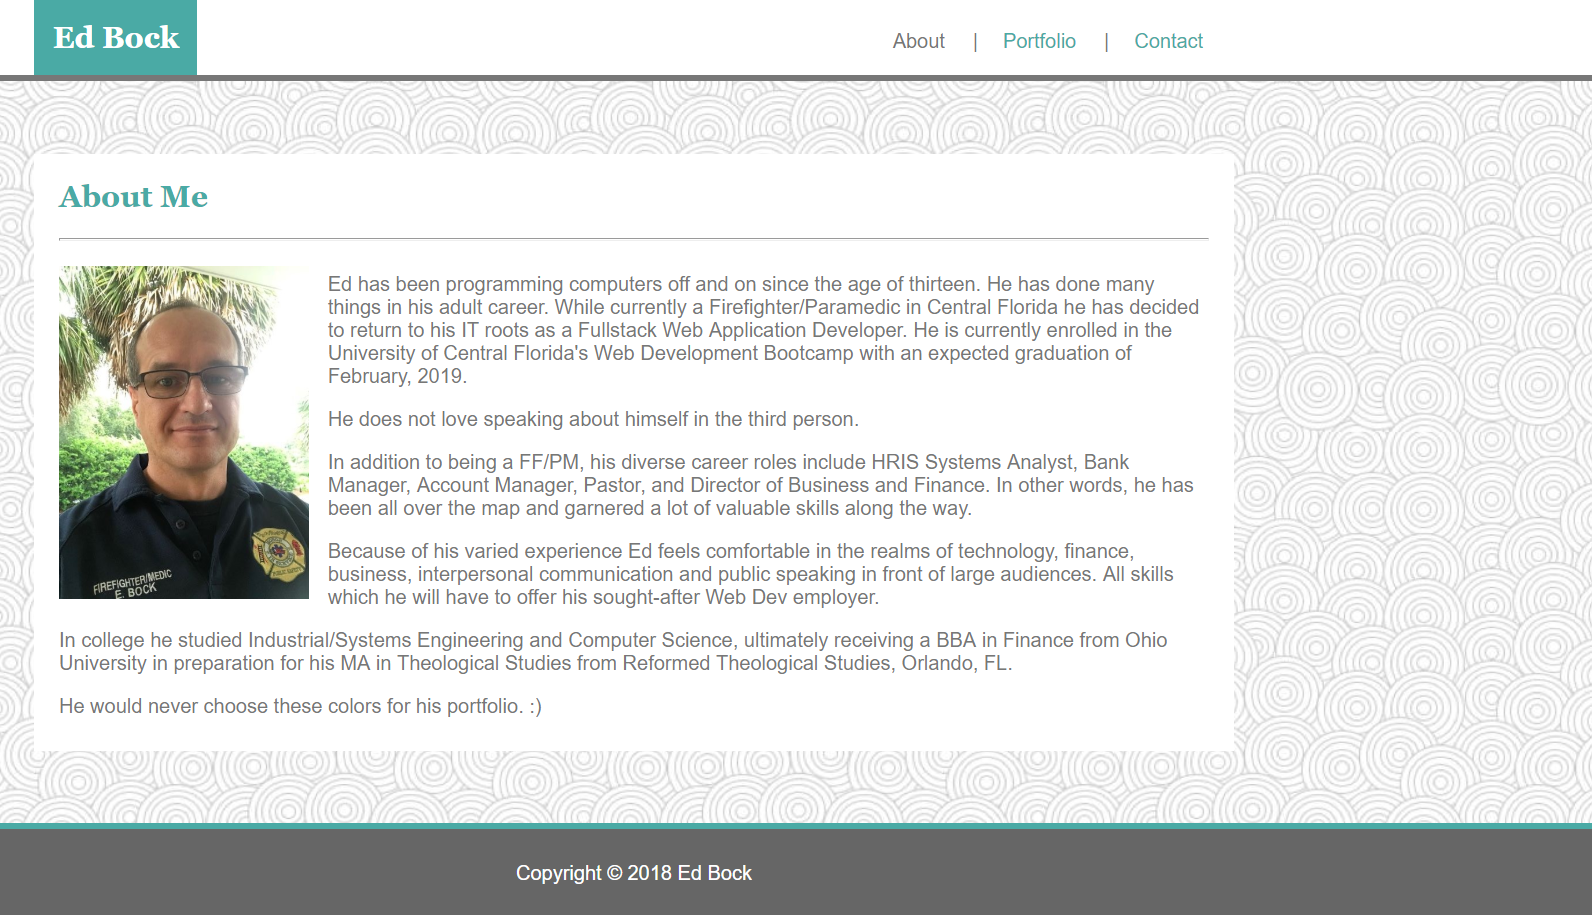 Ed Bock
About | Portfolio | Contact
About Me
Ed has been programming computers off and on since the age of thirteen. He has done many
things in his adult career. While currently a Firefighter/Paramedic in Central Florida he has decided
to return to his IT roots as a Fullstack Web Application Developer. He is currently enrolled in the
University of Central Florida's Web Development Bootcamp with an expected graduation of
February, 2019.
He does not love speaking about himself in the third person.
In addition to being a FF/PM, his diverse career roles include HRIS Systems Analyst, Bank
Manager, Account Manager, Pastor, and Director of Business and Finance. In other words, he has
been all over the map and garnered a lot of valuable skills along the way.
Because of his varied experience Ed feels comfortable in the realms of technology, finance,
business, interpersonal communication and public speaking in front of large audiences. All skills
which he will have to offer his sought-after Web Dev employer.
FIREFIGHTER/MEDIC
E. BOCK
In college he studied Industrial/Systems Engineering and Computer Science, ultimately receiving a BBA in Finance from Ohio
University in preparation for his MA in Theological Studies from Reformed Theological Studies, Orlando, FL.
He would never choose these colors for his portfolio. :)
Copyright © 2018 Ed Bock